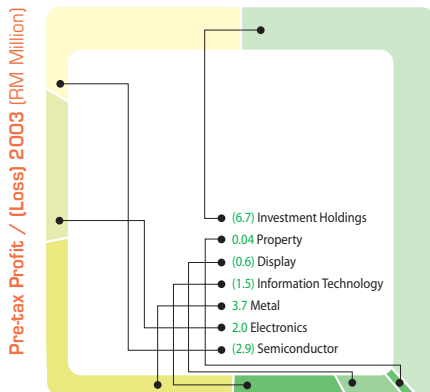 Pre-tax Profit / (Loss) 2003 (RM Million)
(6.7) Investment Holdings
0.04 Property
(0.6) Display
(1.5) Information Technology
3.7 Metal
2.0 Electronics
(2.9) Semiconductor